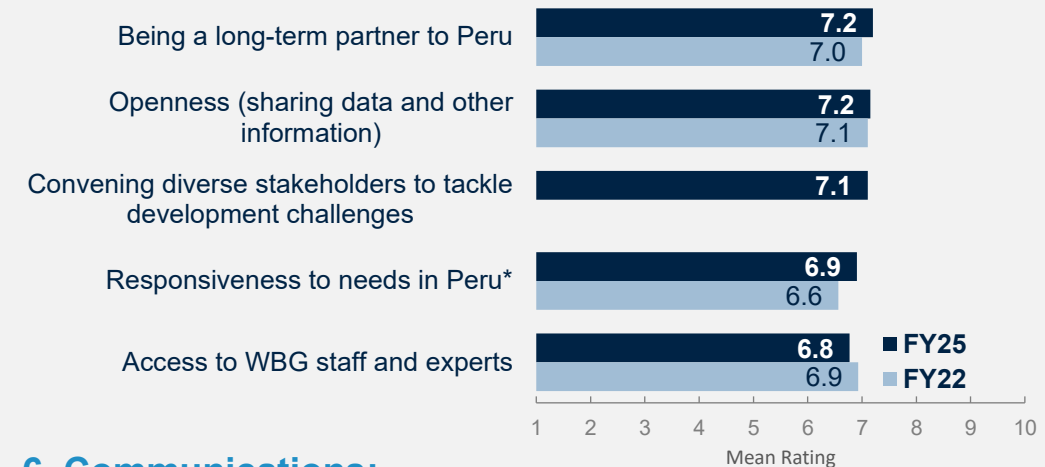 Being a long-term partner to Peru
7.2
7.0
Openness (sharing data and other
information)
7.2
7.1
Convening diverse stakeholders to tackle
development challenges
7.1
Responsiveness to needs in Peru*
6.9
6.6
Access to WBG staff and experts
6.8
6.9
FY25
FY22
1 2 3 4 5 6 7 8 9 10
Mean Rating
6. Communications: